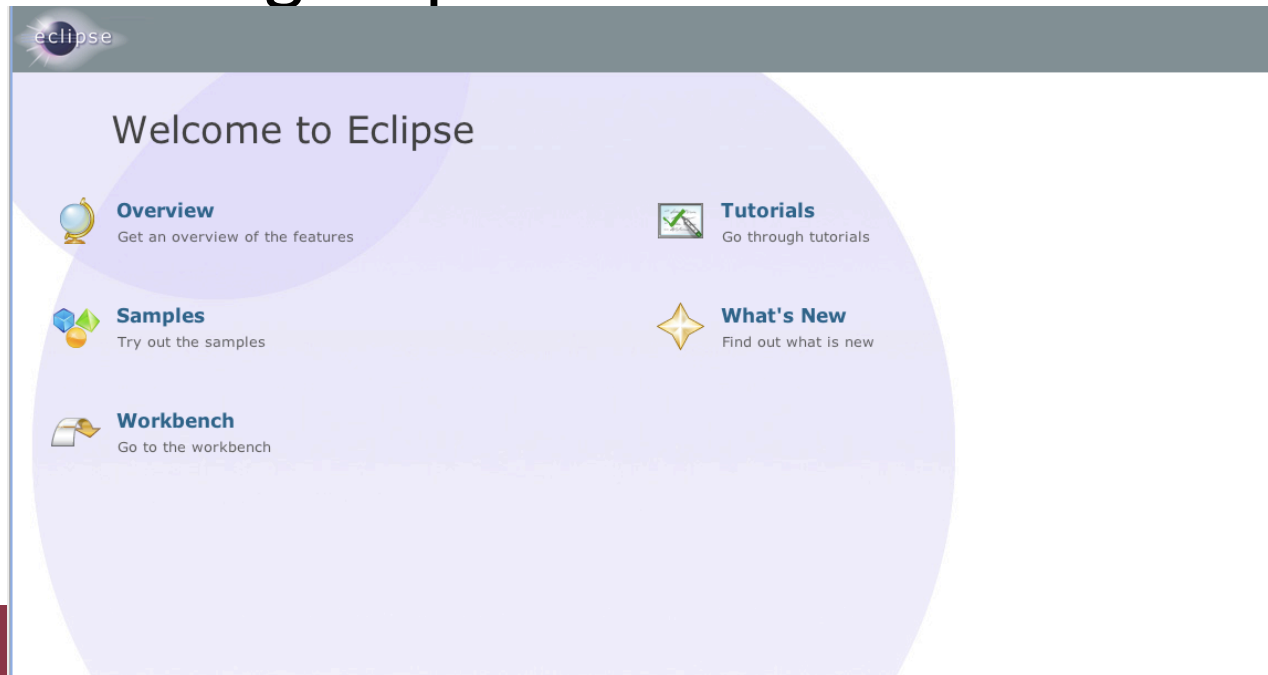 eclipse
Welcome to Eclipse
Overview
Get an overview of the features
Tutorials
Go through tutorials
Samples
Try out the samples
What's New
Find out what is new
Workbench
Go to the workbench